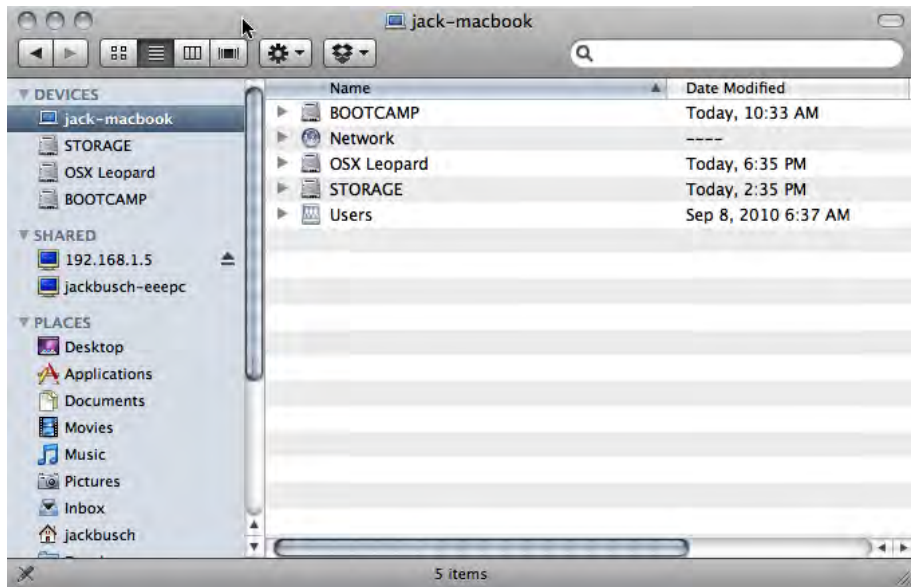 jack-macbook
Name Date Modified
DEVICES
jack-macbook
STORAGE
OSX Leopard
BOOTCAMP
SHARED
192.168.1.5
jackbusch-eeepc
PLACES
Desktop
Applications
Documents
Movies
Music
Pictures
Inbox
jackbusch
BOOTCAMP Today, 10:33 AM
Network ----
OSX Leopard Today, 6:35 PM
STORAGE Today, 2:35 PM
Users Sep 8, 2010 6:37 AM
5 items